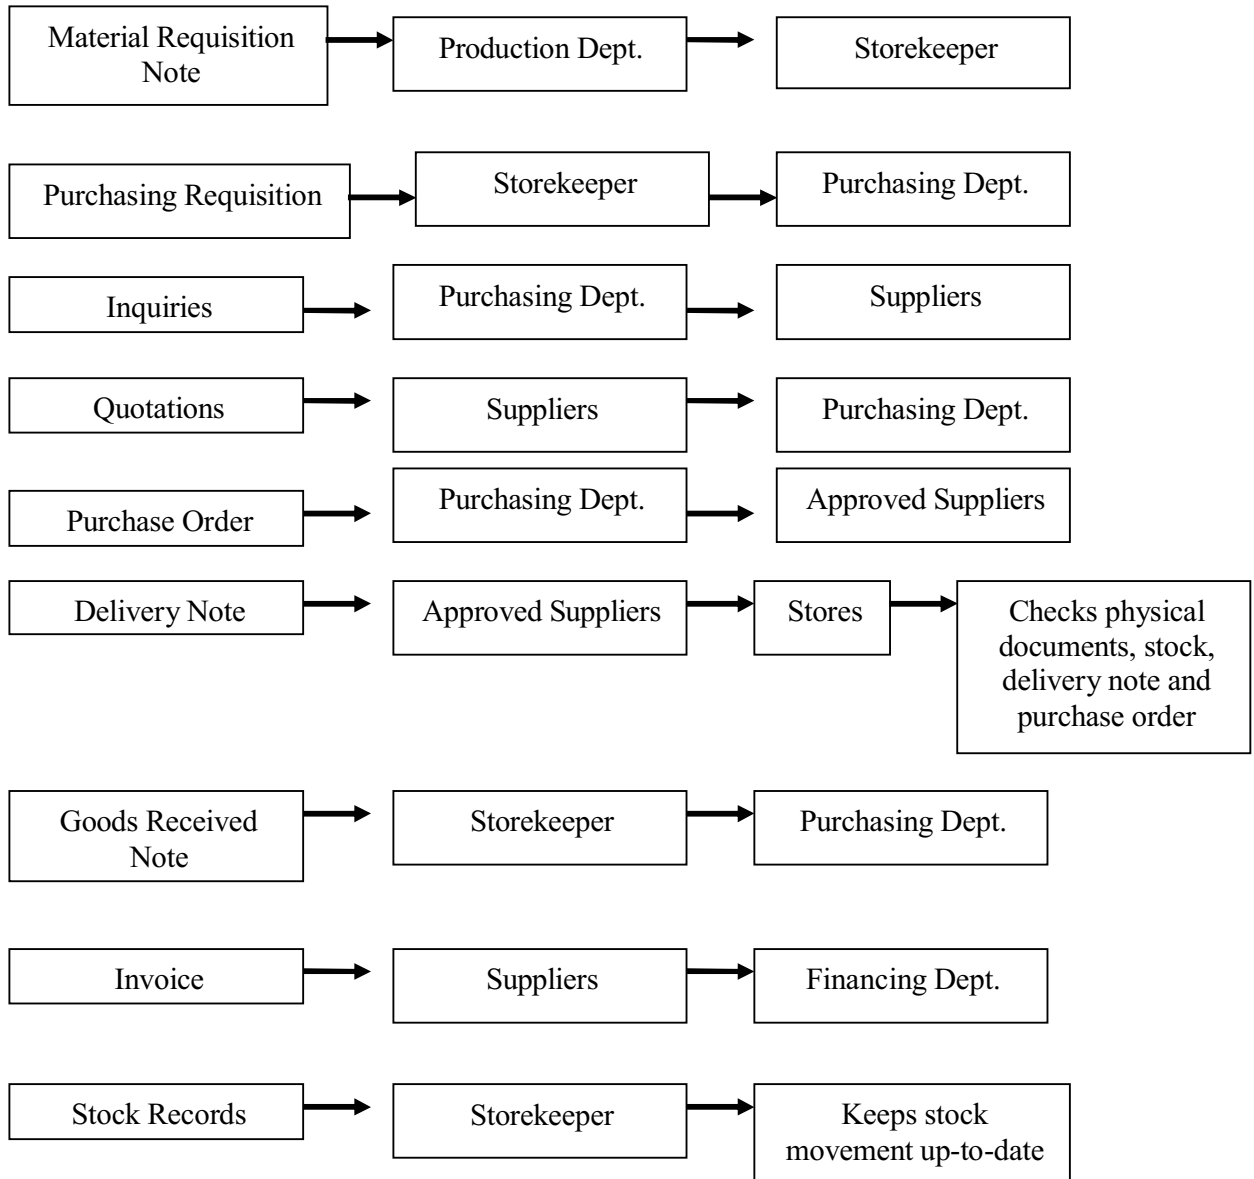 Material Requisition
Note
Production Dept.
Storekeeper
Purchasing Requisition
Storekeeper
Purchasing Dept.
Inquiries
Purchasing Dept.
Suppliers
Quotations
Suppliers
Purchasing Dept.
Purchase Order
Purchasing Dept.
Approved Suppliers
Delivery Note
Approved Suppliers
Stores
Checks physical
documents, stock,
delivery note and
purchase order
Goods Received
Note
Storekeeper
Purchasing Dept.
Invoice
Suppliers
Financing Dept.
Stock Records
Storekeeper
Keeps stock
movement up-to-date